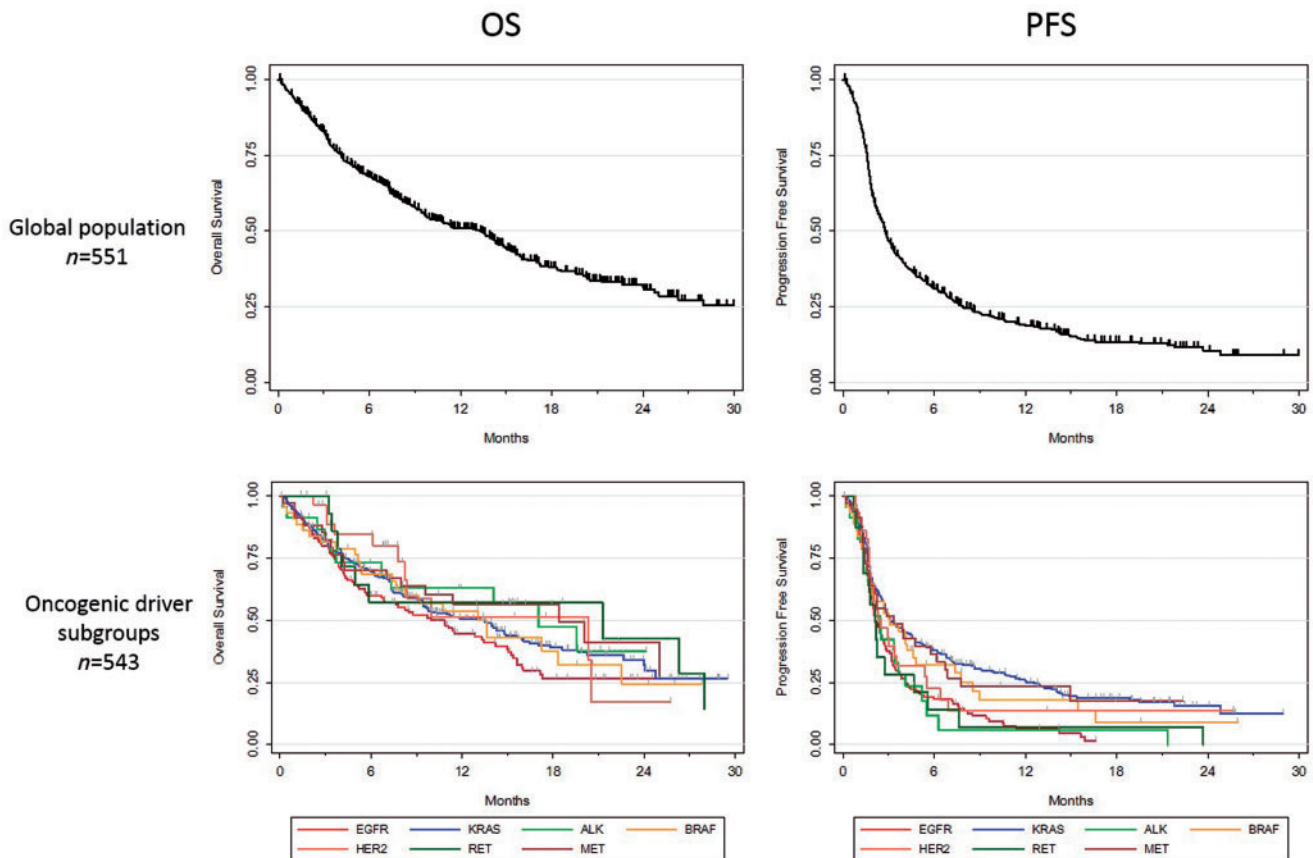 OS
PFS
Global population
n=551
Overall Survival
1.00
0.75
0.50
0.25
0.00
0 6 12 18 24 30
Months
Progression Free Survival
1.00
0.75
0.50
0.25
0.00
0 6 12 18 24 30
Months
Oncogenic driver
subgroups
n=543
Overall Survival
1.00
0.75
0.50
0.25
0.00
0 6 12 18 24 30
Months
EGFR KRAS ALK BRAF
HER2 RET MET
Progression Free Survival
1.00
0.75
0.50
0.25
0.00
0 6 12 18 24 30
Months
EGFR KRAS ALK BRAF
HER2 RET MET